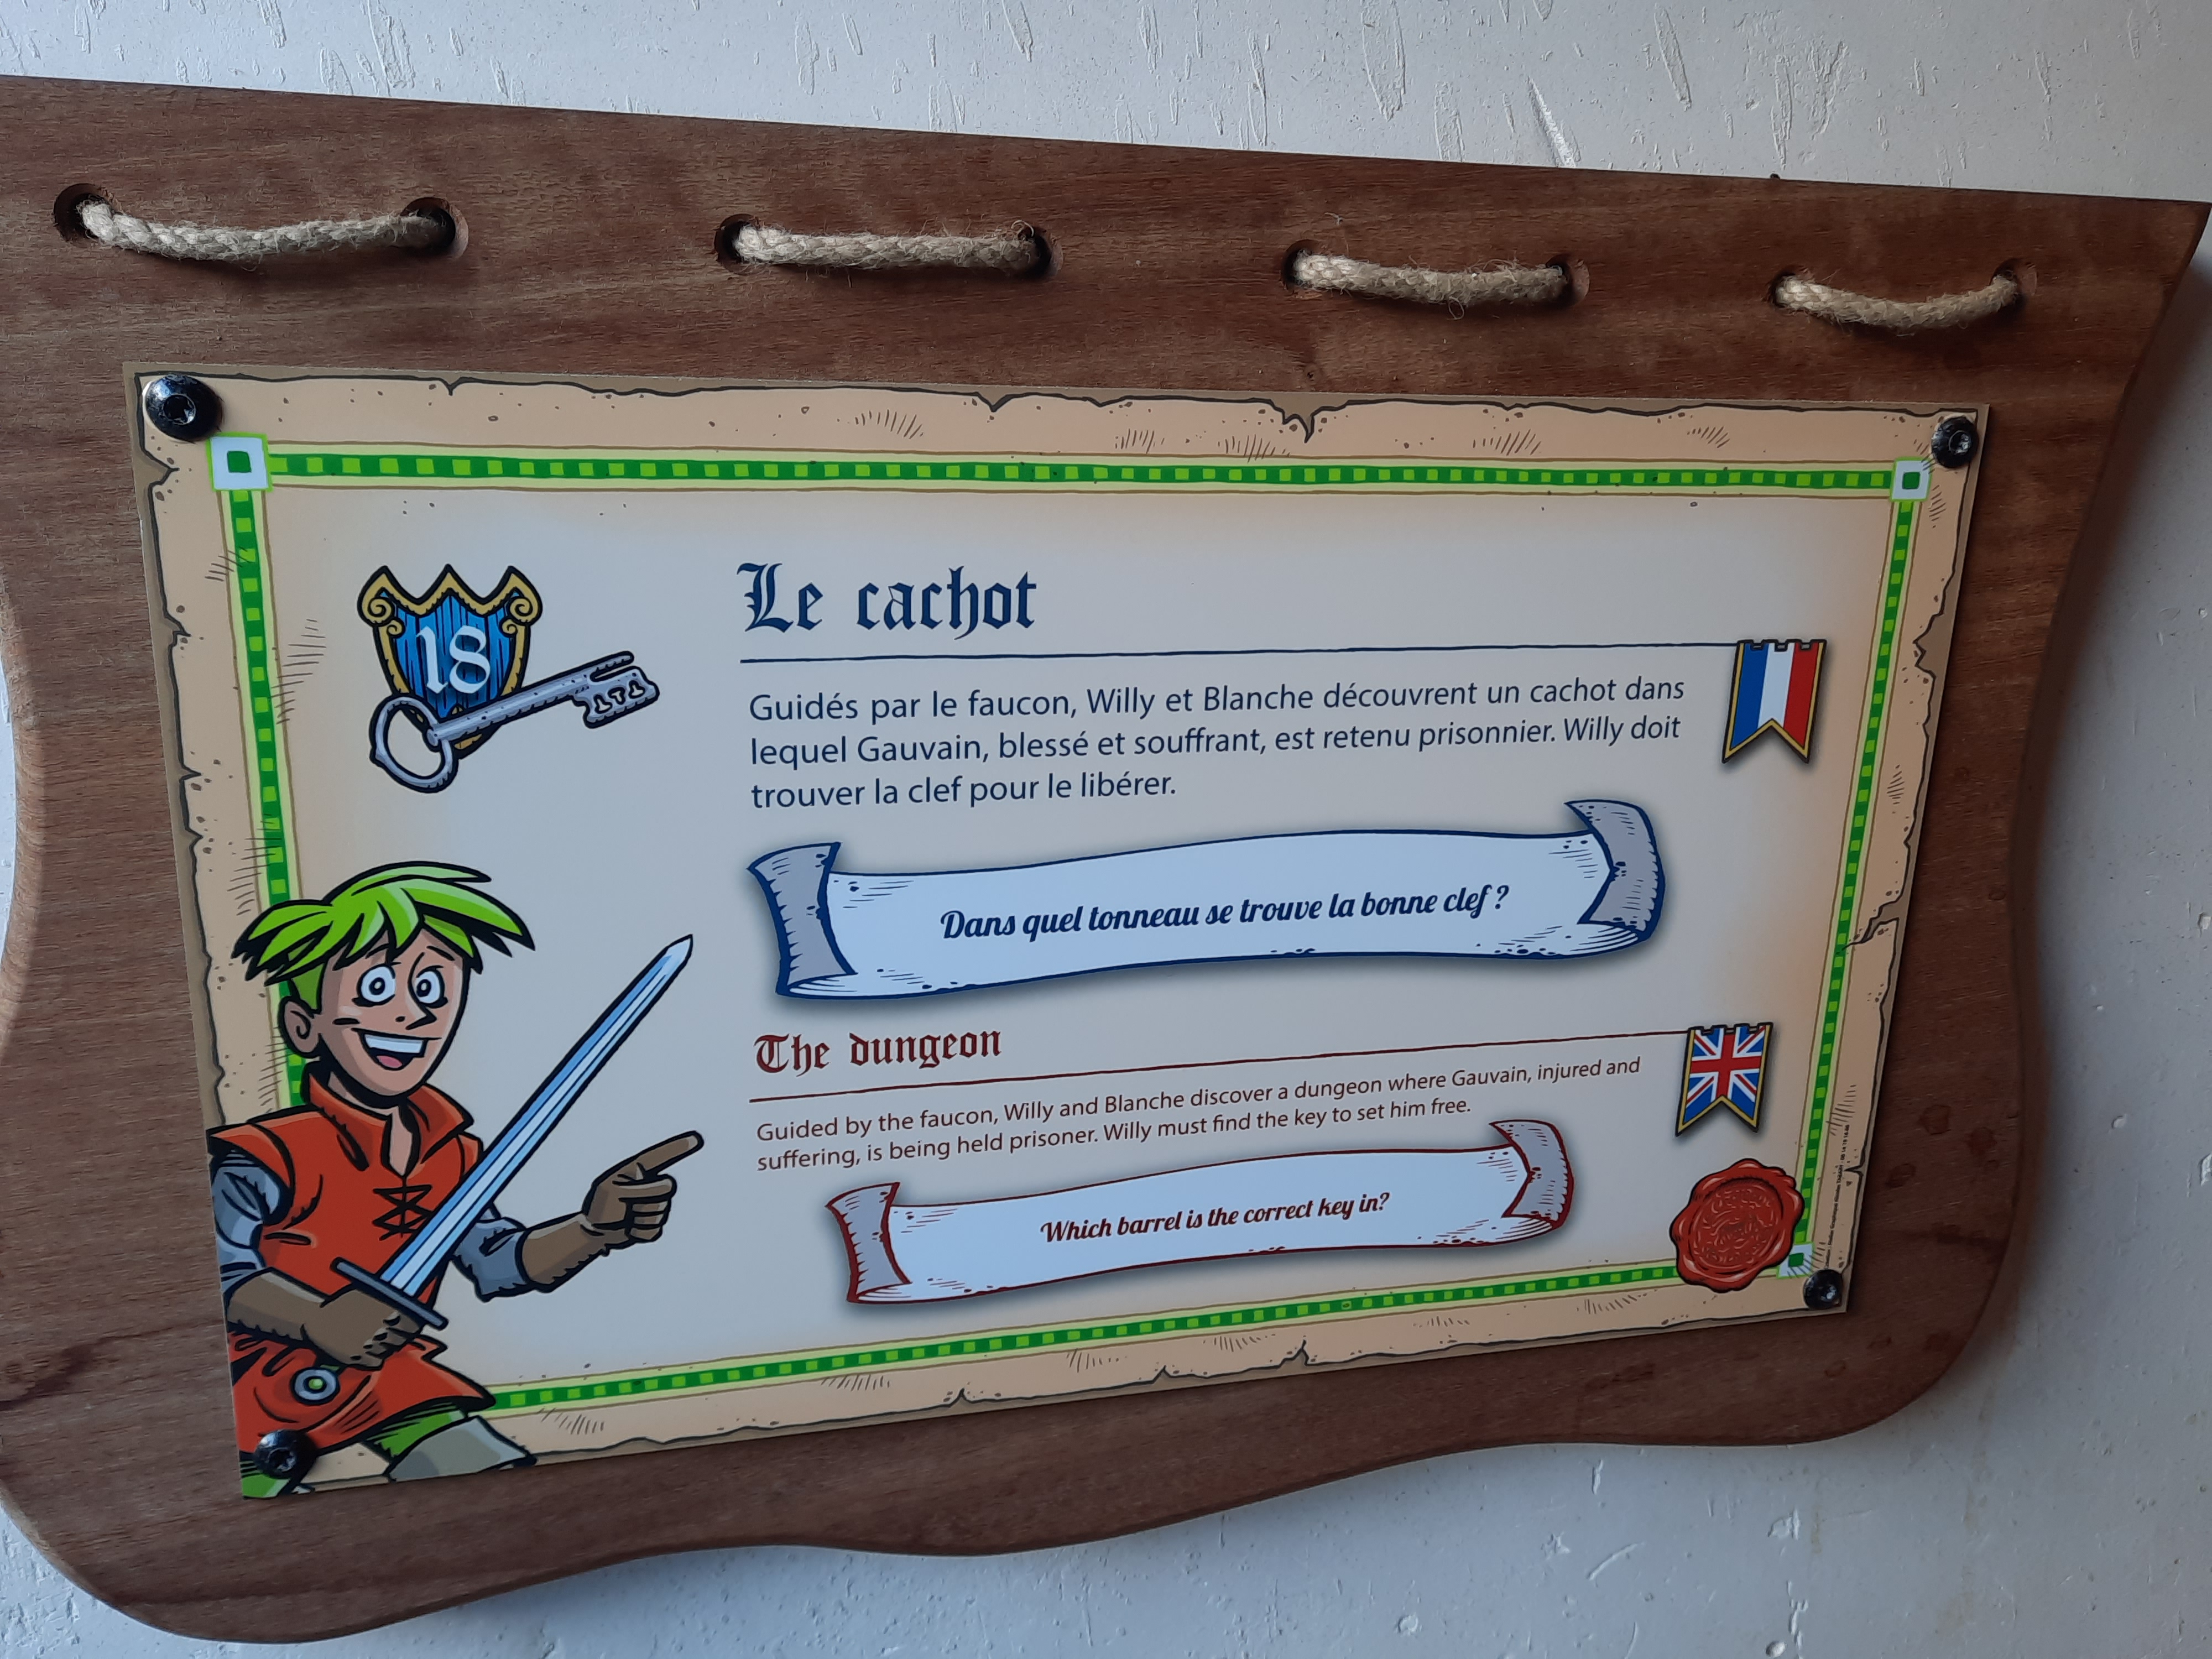 18
Le cachot
Guidés par le faucon, Willy et Blanche découvrent un cachot dans
lequel Gauvain, blessé et souffrant, est retenu prisonnier. Willy doit
trouver la clef pour le libérer.
Dans quel tonneau se trouve la bonne clef ?
The dungeon
Guided by the faucon, Willy and Blanche discover a dungeon where Gauvain, injured and
suffering, is being held prisoner. Willy must find the key to set him free.
Which barrel is the correct key in?